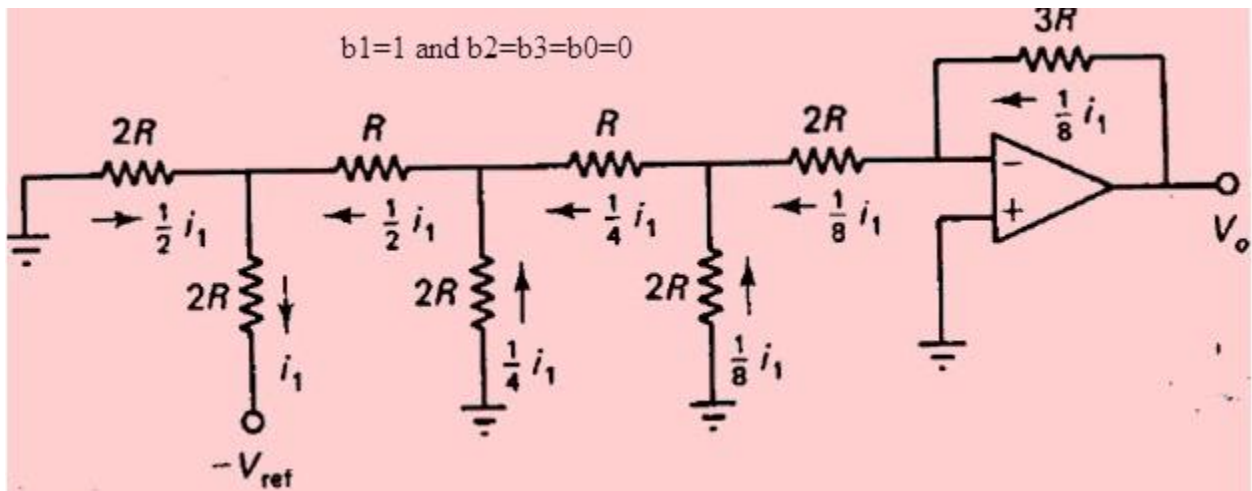 b1=1 and b2=b3=b0=0
3R
1/8 i₁
2R
R
R
2R
1/2 i₁
1/2 i₁
1/4 i₁
1/8 i₁
−
+
Vₒ
2R
i₁
2R
1/4 i₁
2R
1/8 i₁
−V_ref